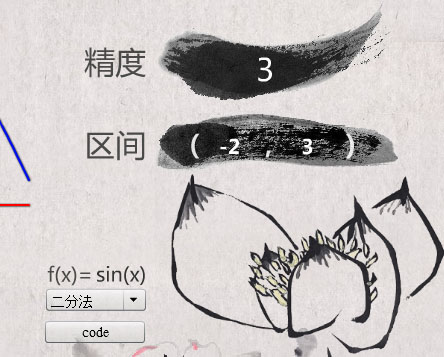 精度 3
区间 ( -2 , 3 )
f(x)= sin(x)
二分法
code